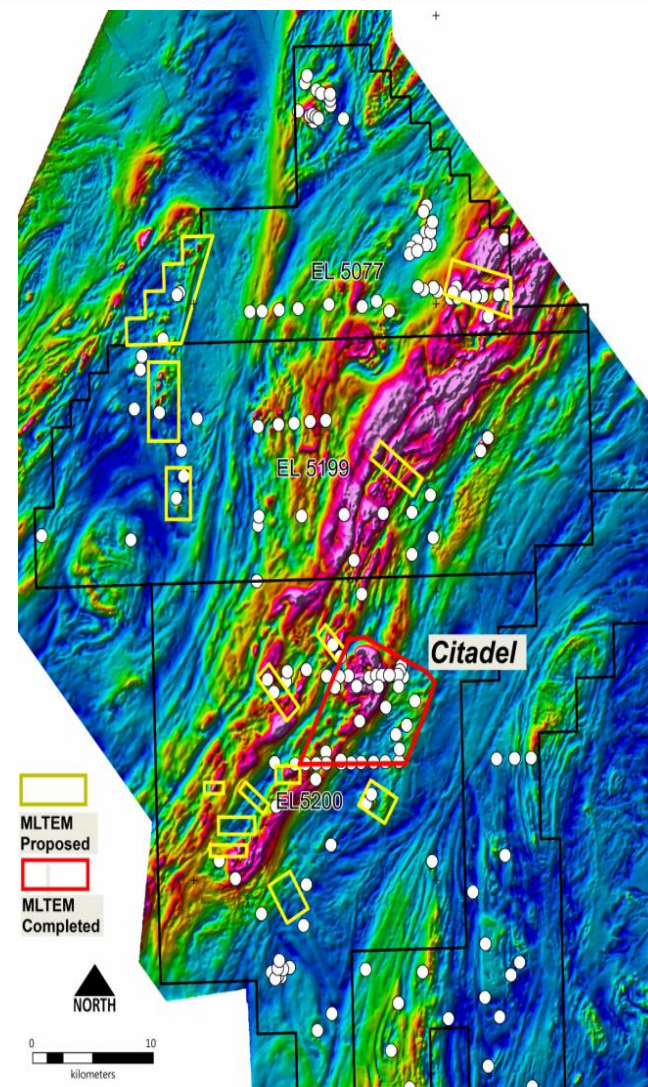 EL 5077
EL 5199
Citadel
EL5200
MLTEM
Proposed
MLTEM
Completed
NORTH
0 10
kilometers